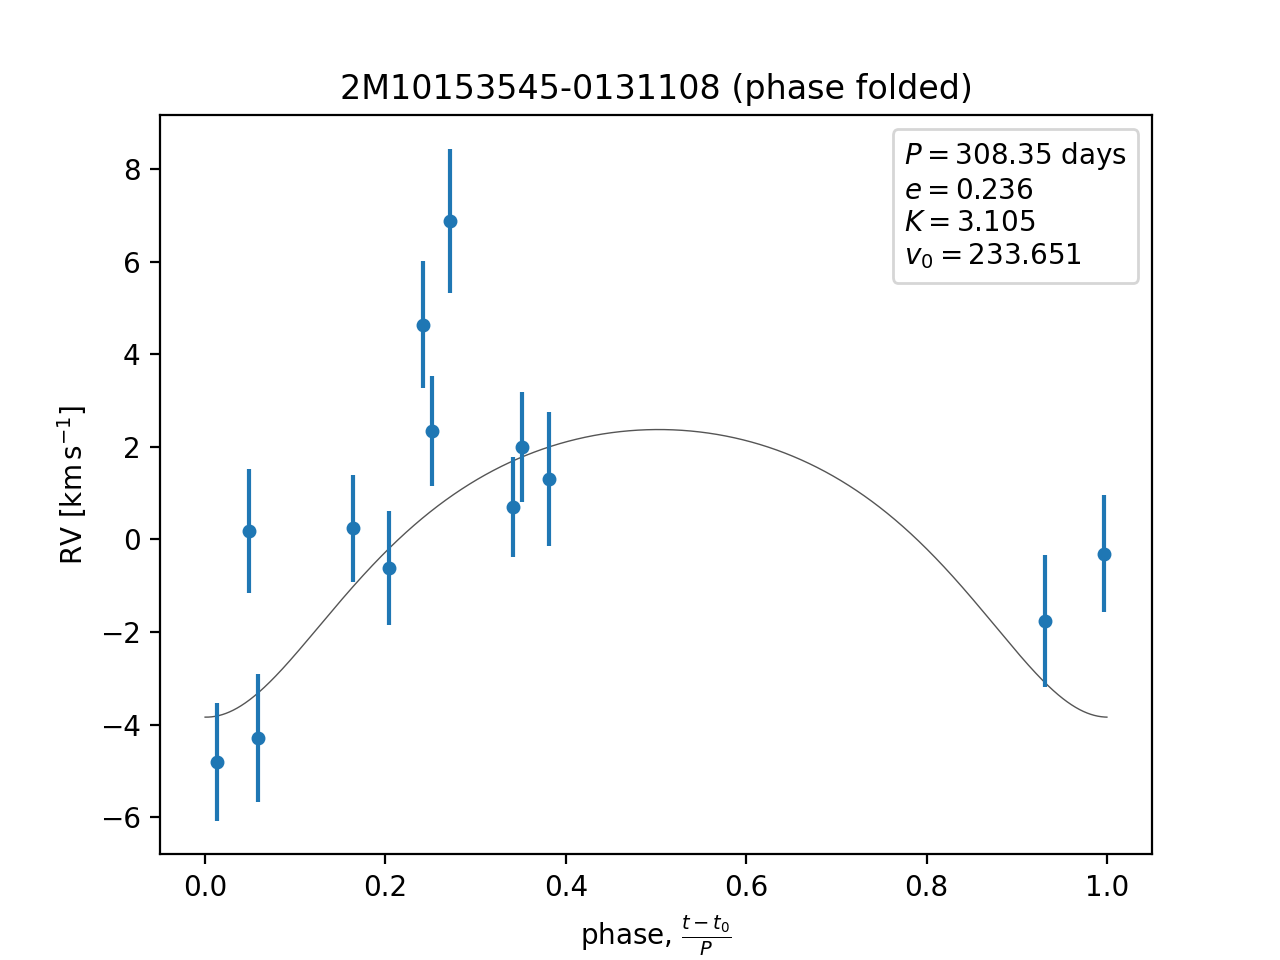 2M10153545-0131108 (phase folded)
P = 308.35 days
e = 0.236
K = 3.105
v₀ = 233.651
RV [km s⁻¹]
8
6
4
2
0
−2
−4
−6
0.0 0.2 0.4 0.6 0.8 1.0
phase, (t − t₀)/P